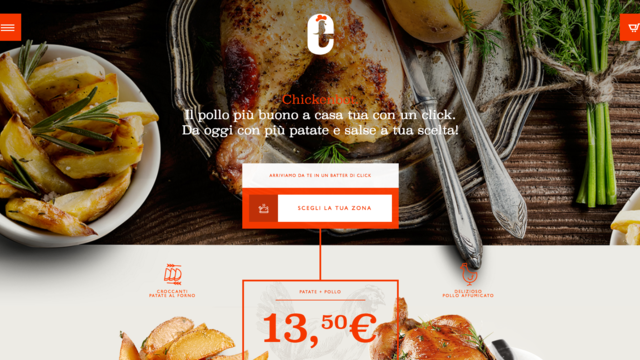 Chickenbox
Il pollo più buono a casa tua con un click.
Da oggi con più patate e salse a tua scelta!
ARRIVIAMO DA TE IN UN BATTER DI CLICK
SCEGLI LA TUA ZONA
CROCCANTI
PATATE AL FORNO
PATATE + POLLO
DELIZIOSO
POLLO AFFUMICATO
13,50€